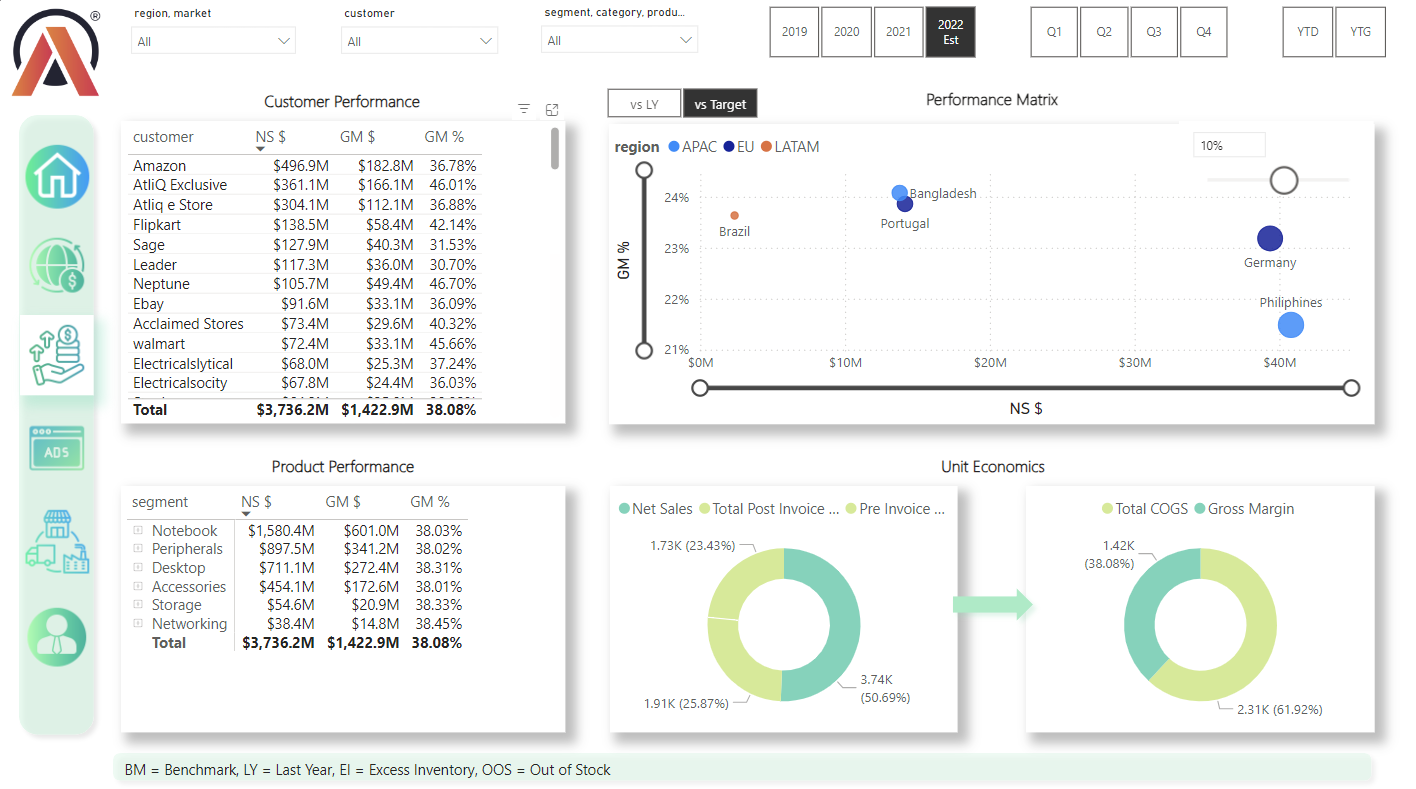 ®
region, market
customer
segment, category, produ...
All
All
All
2019
2020
2021
2022 Est
Q1
Q2
Q3
Q4
YTD
YTG
Customer Performance
customer NS $ GM $ GM %
Amazon $496.9M $182.8M 36.78%
AtliQ Exclusive $361.1M $166.1M 46.01%
Atliq e Store $304.1M $112.1M 36.88%
Flipkart $138.5M $58.4M 42.14%
Sage $127.9M $40.3M 31.53%
Leader $117.3M $36.0M 30.70%
Neptune $105.7M $49.4M 46.70%
Ebay $91.6M $33.1M 36.09%
Acclaimed Stores $73.4M $29.6M 40.32%
walmart $72.4M $33.1M 45.66%
Electricalslytical $68.0M $25.3M 37.24%
Electricalsocity $67.8M $24.4M 36.03%
Total $3,736.2M $1,422.9M 38.08%
vs LY
vs Target
Performance Matrix
region APAC EU LATAM
10%
24%
23%
22%
21%
GM %
Bangladesh
Portugal
Brazil
Germany
Philiphines
$0M $10M $20M $30M $40M
NS $
ADS
Product Performance
segment NS $ GM $ GM %
Notebook $1,580.4M $601.0M 38.03%
Peripherals $897.5M $341.2M 38.02%
Desktop $711.1M $272.4M 38.31%
Accessories $454.1M $172.6M 38.01%
Storage $54.6M $20.9M 38.33%
Networking $38.4M $14.8M 38.45%
Total $3,736.2M $1,422.9M 38.08%
Unit Economics
Net Sales Total Post Invoice ... Pre Invoice ...
1.73K (23.43%)
3.74K
(50.69%)
1.91K (25.87%)
Total COGS Gross Margin
1.42K
(38.08%)
2.31K (61.92%)
BM = Benchmark, LY = Last Year, EI = Excess Inventory, OOS = Out of Stock